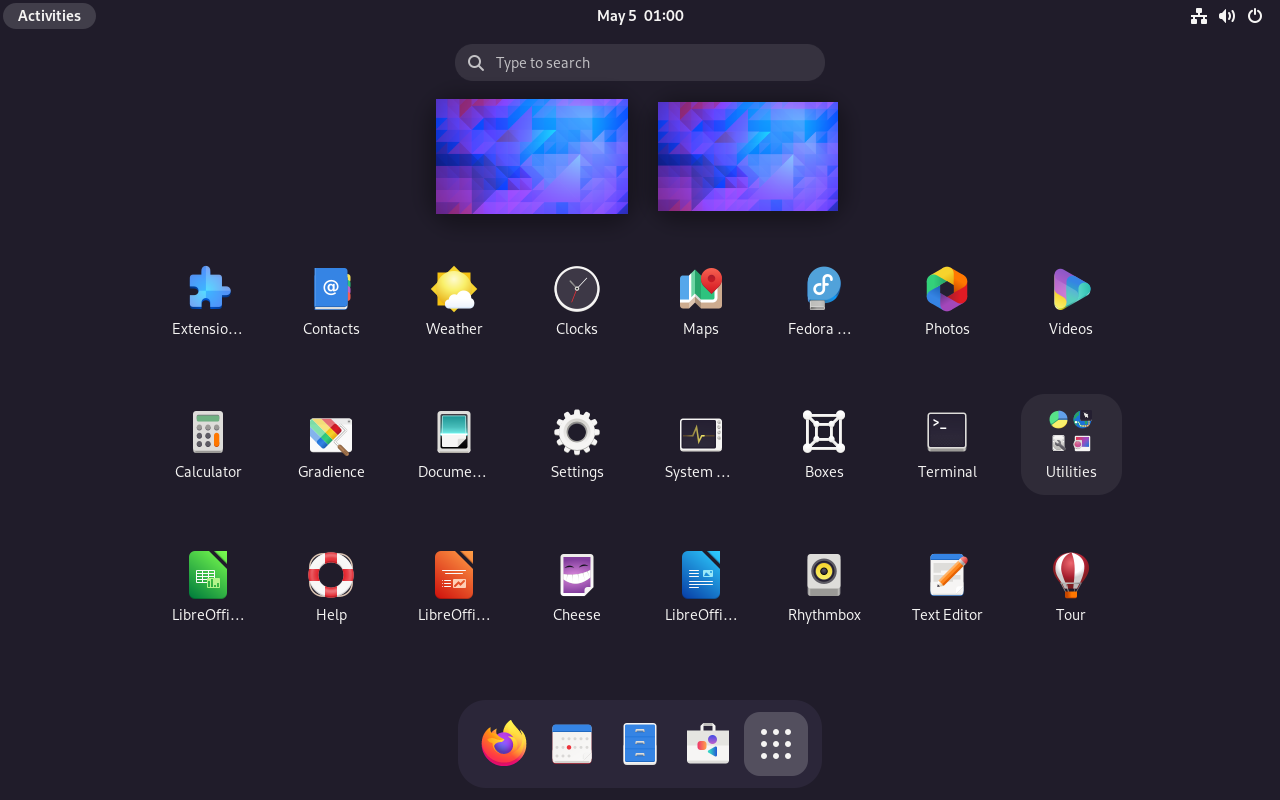 Activities
May 5 01:00
Type to search
Extensio...
Contacts
Weather
Clocks
Maps
Fedora ...
Photos
Videos
@
Calculator
Gradience
Docume...
Settings
System ...
Boxes
Terminal
Utilities
>_
LibreOffi...
Help
LibreOffi...
Cheese
LibreOffi...
Rhythmbox
Text Editor
Tour